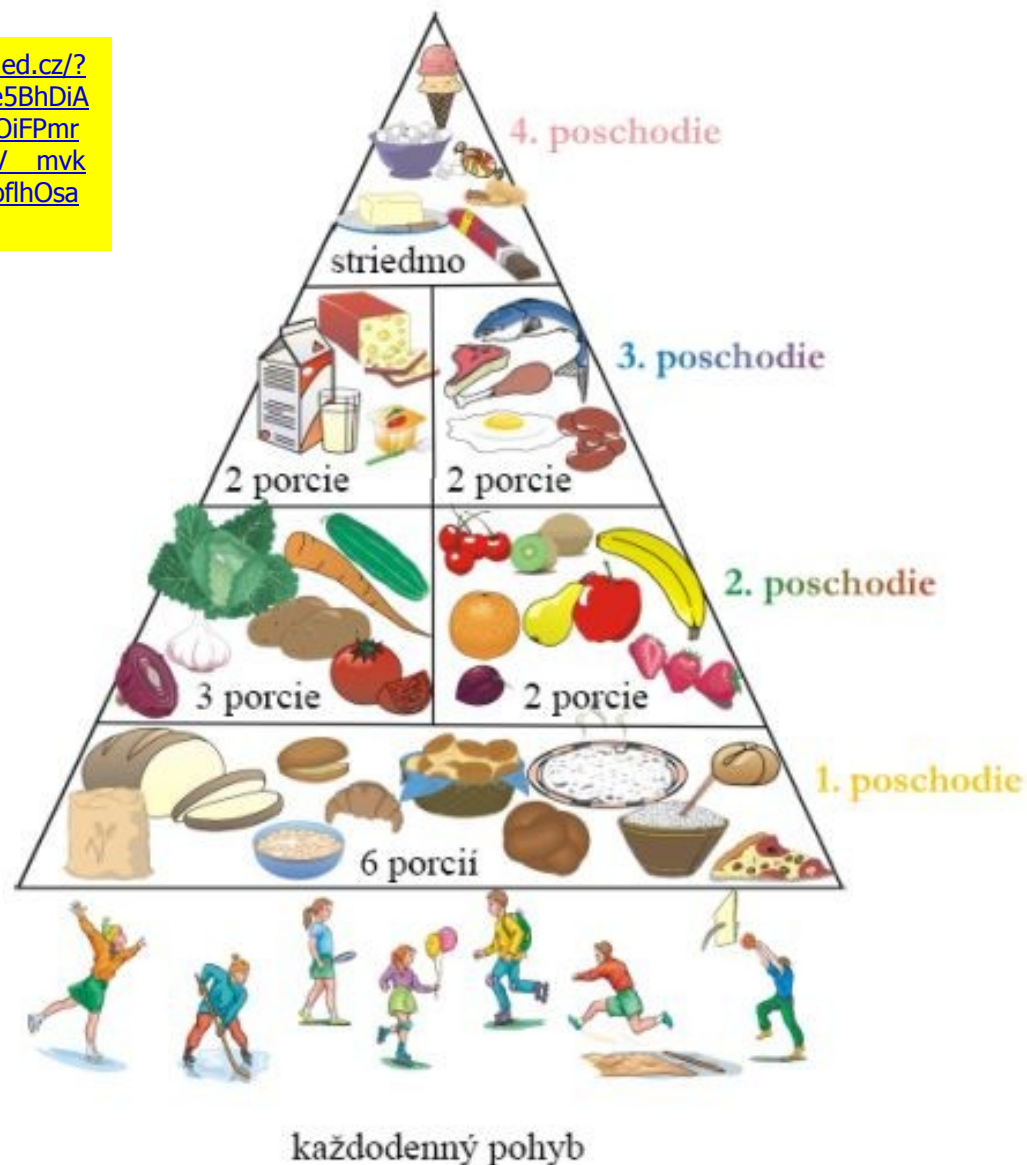 ed.cz/?
e5BhDiA
OiFPmr
mvk
oflhOsa
4. poschodie
striedmo
3. poschodie
2 porcie
2 porcie
2. poschodie
3 porcie
2 porcie
1. poschodie
6 porcií
každodenný pohyb